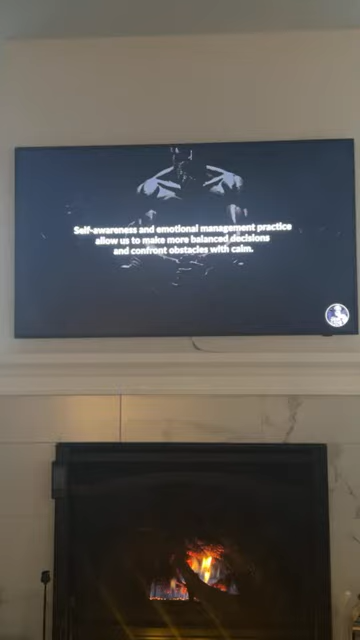 Self-awareness and emotional management practice
allow us to make more balanced decisions
and confront obstacles with calm.